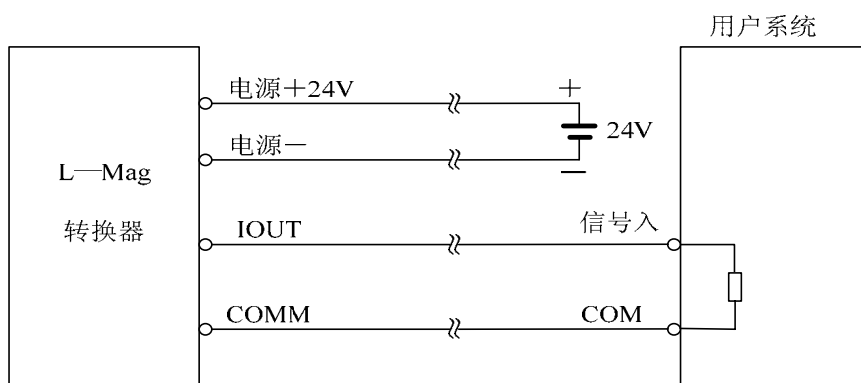 用户系统
电源＋24V
+
24V
电源－
—
L—Mag
转换器
IOUT
信号入
COMM
COM